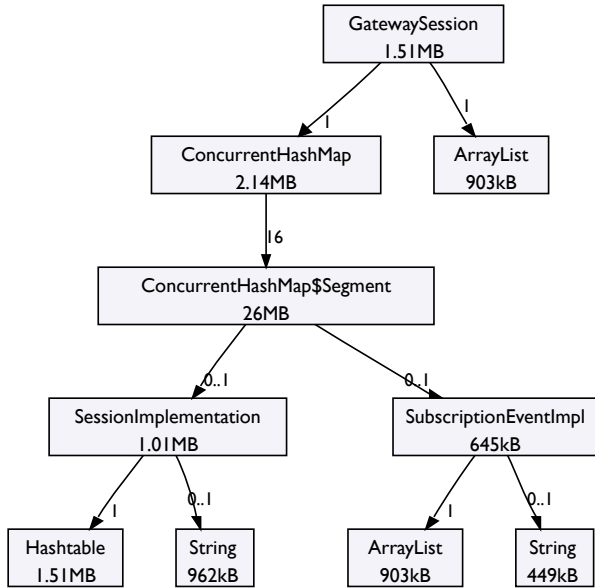 GatewaySession
1.51MB
1
1
ConcurrentHashMap
2.14MB
ArrayList
903kB
16
ConcurrentHashMap$Segment
26MB
0..1
0..1
SessionImplementation
1.01MB
SubscriptionEventImpl
645kB
1
0..1
1
0..1
Hashtable
1.51MB
String
962kB
ArrayList
903kB
String
449kB